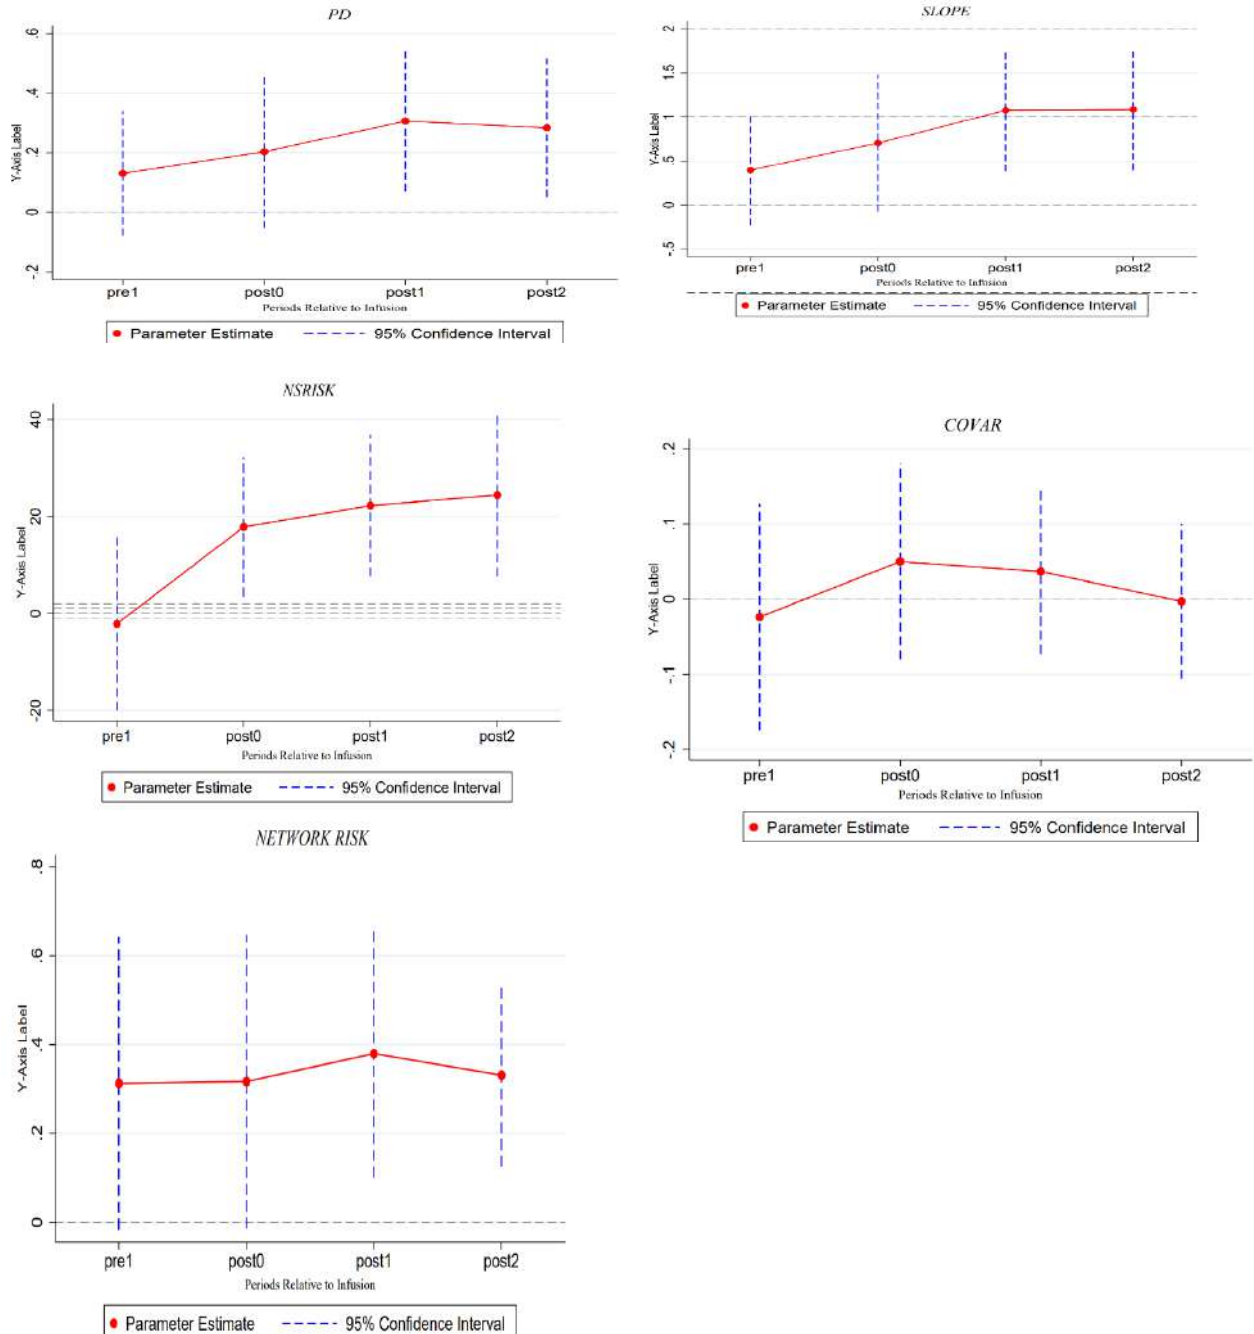 PD
.6
.4
.2
0
-.2
Y-Axis Label
pre1 post0 post1 post2
Periods Relative to Infusion
Parameter Estimate 95% Confidence Interval
SLOPE
2
1.5
1
.5
0
-.5
Y-Axis Label
pre1 post0 post1 post2
Periods Relative to Infusion
Parameter Estimate 95% Confidence Interval
NSRISK
40
20
0
-20
Y-Axis Label
pre1 post0 post1 post2
Periods Relative to Infusion
Parameter Estimate 95% Confidence Interval
COVAR
.2
.1
0
-.1
-.2
Y-Axis Label
pre1 post0 post1 post2
Periods Relative to Infusion
Parameter Estimate 95% Confidence Interval
NETWORK RISK
.8
.6
.4
.2
0
Y-Axis Label
pre1 post0 post1 post2
Periods Relative to Infusion
Parameter Estimate 95% Confidence Interval